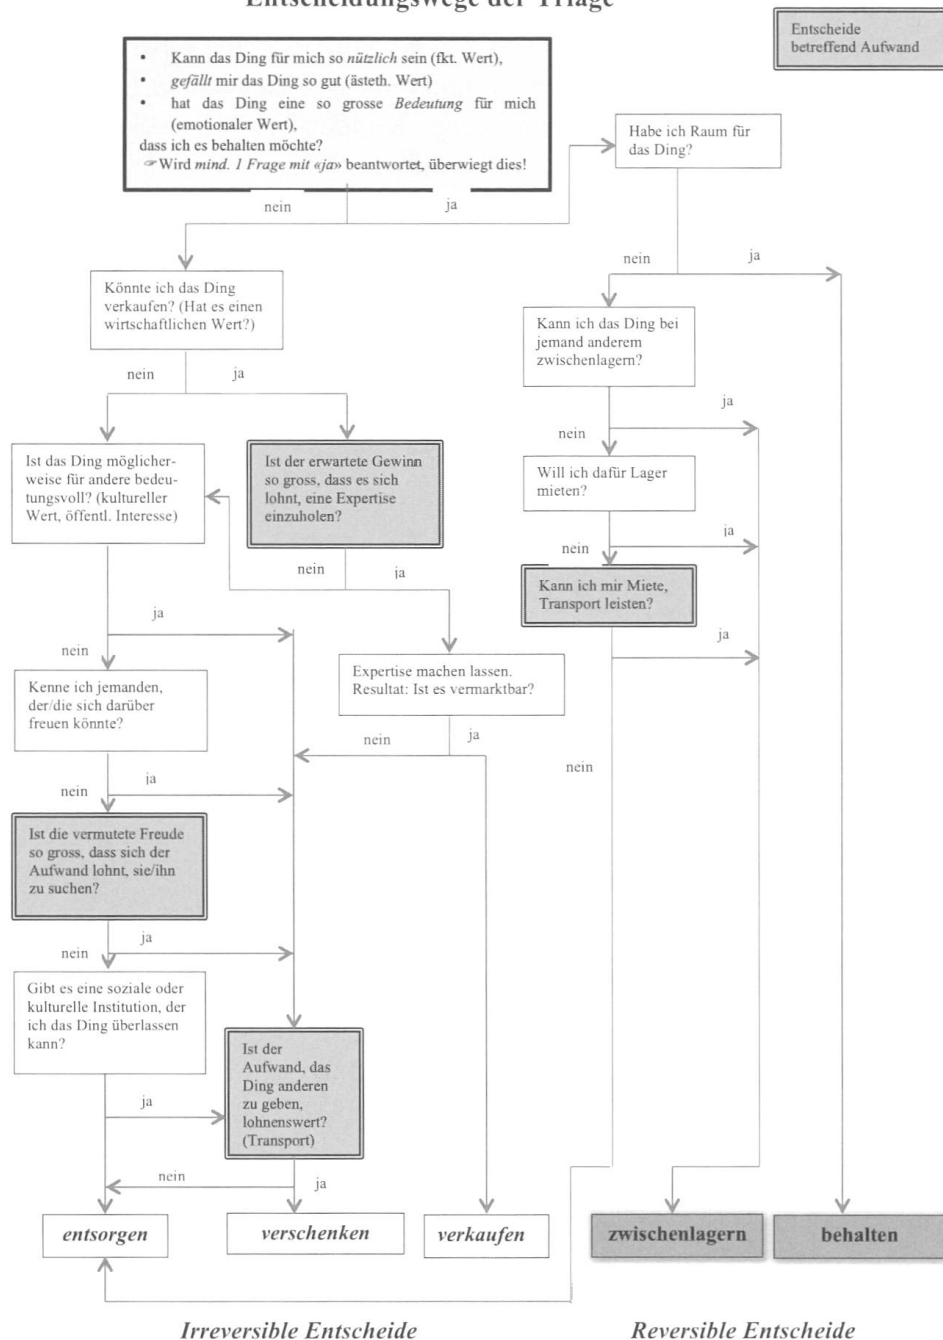 Entscheidungswege der Triage
Entscheide
betreffend Aufwand
• Kann das Ding für mich so nützlich sein (fkt. Wert),
• gefällt mir das Ding so gut (ästeth. Wert)
• hat das Ding eine so grosse Bedeutung für mich
(emotionaler Wert),
dass ich es behalten möchte?
☞Wird mind. 1 Frage mit «ja» beantwortet, überwiegt dies!
Habe ich Raum für
das Ding?
nein
ja
nein
ja
Könnte ich das Ding
verkaufen? (Hat es einen
wirtschaftlichen Wert?)
Kann ich das Ding bei
jemand anderem
zwischenlagern?
nein
ja
ja
nein
Ist das Ding möglicher-
weise für andere bedeu-
tungsvoll? (kultureller
Wert, öffentl. Interesse)
Ist der erwartete Gewinn
so gross, dass es sich
lohnt, eine Expertise
einzuholen?
Will ich dafür Lager
mieten?
ja
nein
nein
ja
Kann ich mir Miete,
Transport leisten?
ja
nein
ja
Kenne ich jemanden,
der/die sich darüber
freuen könnte?
Expertise machen lassen.
Resultat: Ist es vermarktbar?
nein
ja
nein
ja
nein
Ist die vermutete Freude
so gross, dass sich der
Aufwand lohnt, sie/ihn
zu suchen?
ja
nein
Gibt es eine soziale oder
kulturelle Institution, der
ich das Ding überlassen
kann?
Ist der
Aufwand, das
Ding anderen
zu geben,
lohnenswert?
(Transport)
ja
nein
ja
entsorgen
verschenken
verkaufen
zwischenlagern
behalten
Irreversible Entscheide
Reversible Entscheide